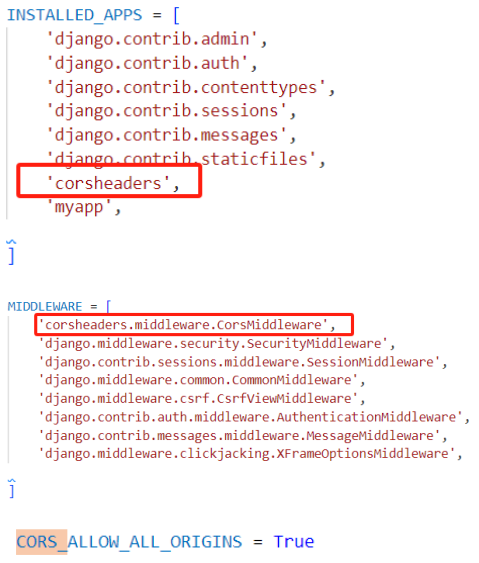 INSTALLED_APPS = [
    'django.contrib.admin',
    'django.contrib.auth',
    'django.contrib.contenttypes',
    'django.contrib.sessions',
    'django.contrib.messages',
    'django.contrib.staticfiles',
    'corsheaders',
    'myapp',
]
MIDDLEWARE = [
    'corsheaders.middleware.CorsMiddleware',
    'django.middleware.security.SecurityMiddleware',
    'django.contrib.sessions.middleware.SessionMiddleware',
    'django.middleware.common.CommonMiddleware',
    'django.middleware.csrf.CsrfViewMiddleware',
    'django.contrib.auth.middleware.AuthenticationMiddleware',
    'django.contrib.messages.middleware.MessageMiddleware',
    'django.middleware.clickjacking.XFrameOptionsMiddleware',
]
CORS_ALLOW_ALL_ORIGINS = True